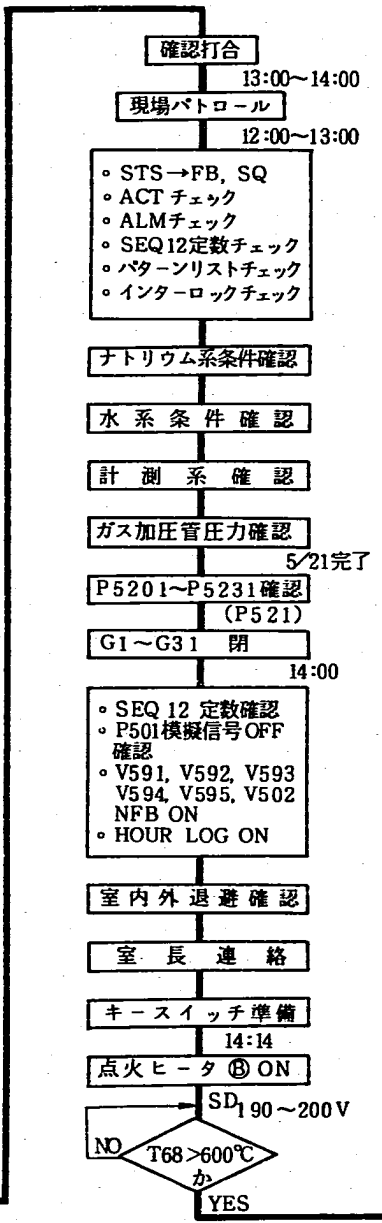 確認打合
13:00~14:00
現場パトロール
12:00~13:00
◦ STS→FB, SQ
◦ ACT チェック
◦ ALMチェック
◦ SEQ12定数チェック
◦ パターンリストチェック
◦ インターロックチェック
ナトリウム系条件確認
水系条件確認
計測系確認
ガス加圧管圧力確認
5/21完了
P5201~P5231確認
(P521)
G1~G31 閉
14:00
◦ SEQ 12 定数確認
◦ P501模擬信号OFF
確認
◦ V591, V592, V593
V594, V595, V502
NFB ON
◦ HOUR LOG ON
室内外退避確認
室長連絡
キースイッチ準備
14:14
点火ヒータ Ⓑ ON
SD 190~200V
NO
T68>600℃
か
YES